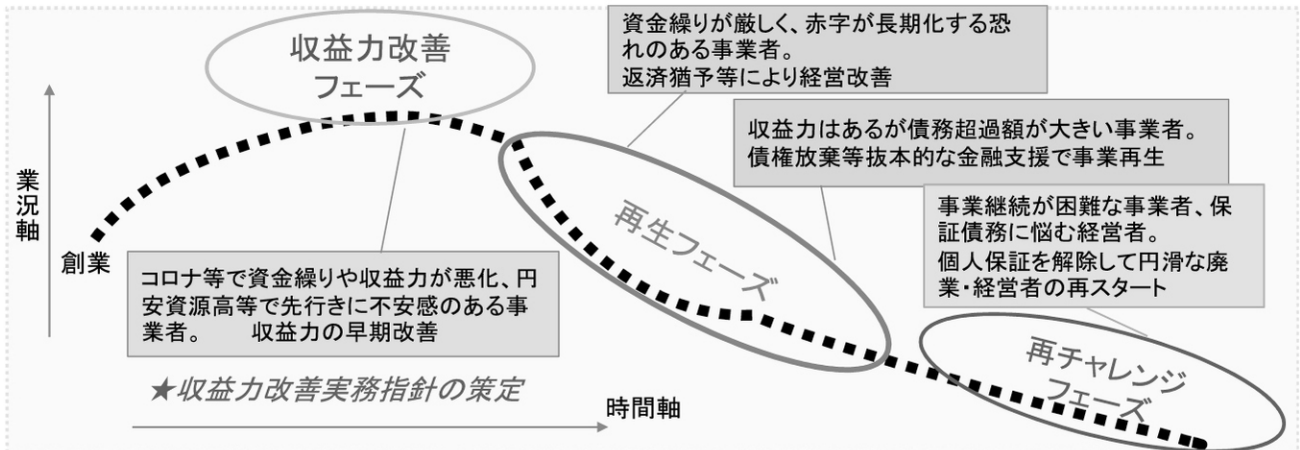 収益力改善
フェーズ
資金繰りが厳しく、赤字が長期化する恐
れのある事業者。
返済猶予等により経営改善
収益力はあるが債務超過額が大きい事業者。
債権放棄等抜本的な金融支援で事業再生
業況軸
創業
再生フェーズ
事業継続が困難な事業者、保
証債務に悩む経営者。
個人保証を解除して円滑な廃
業・経営者の再スタート
コロナ等で資金繰りや収益力が悪化、円
安資源高等で先行きに不安感のある事
業者。　　収益力の早期改善
再チャレンジ
フェーズ
★収益力改善実務指針の策定
時間軸